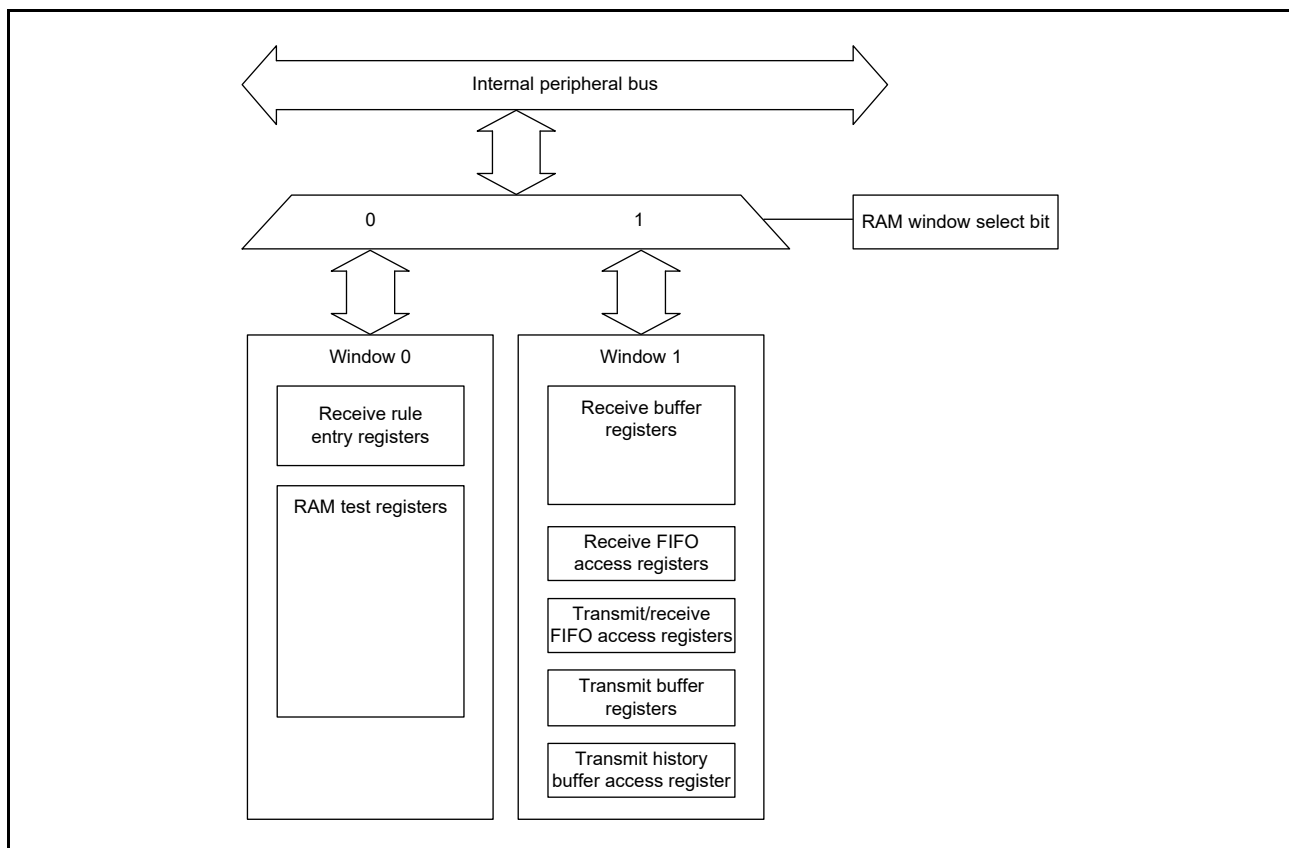 Internal peripheral bus
0
1
RAM window select bit
Window 0
Receive rule
entry registers
RAM test registers
Window 1
Receive buffer
registers
Receive FIFO
access registers
Transmit/receive
FIFO access registers
Transmit buffer
registers
Transmit history
buffer access register